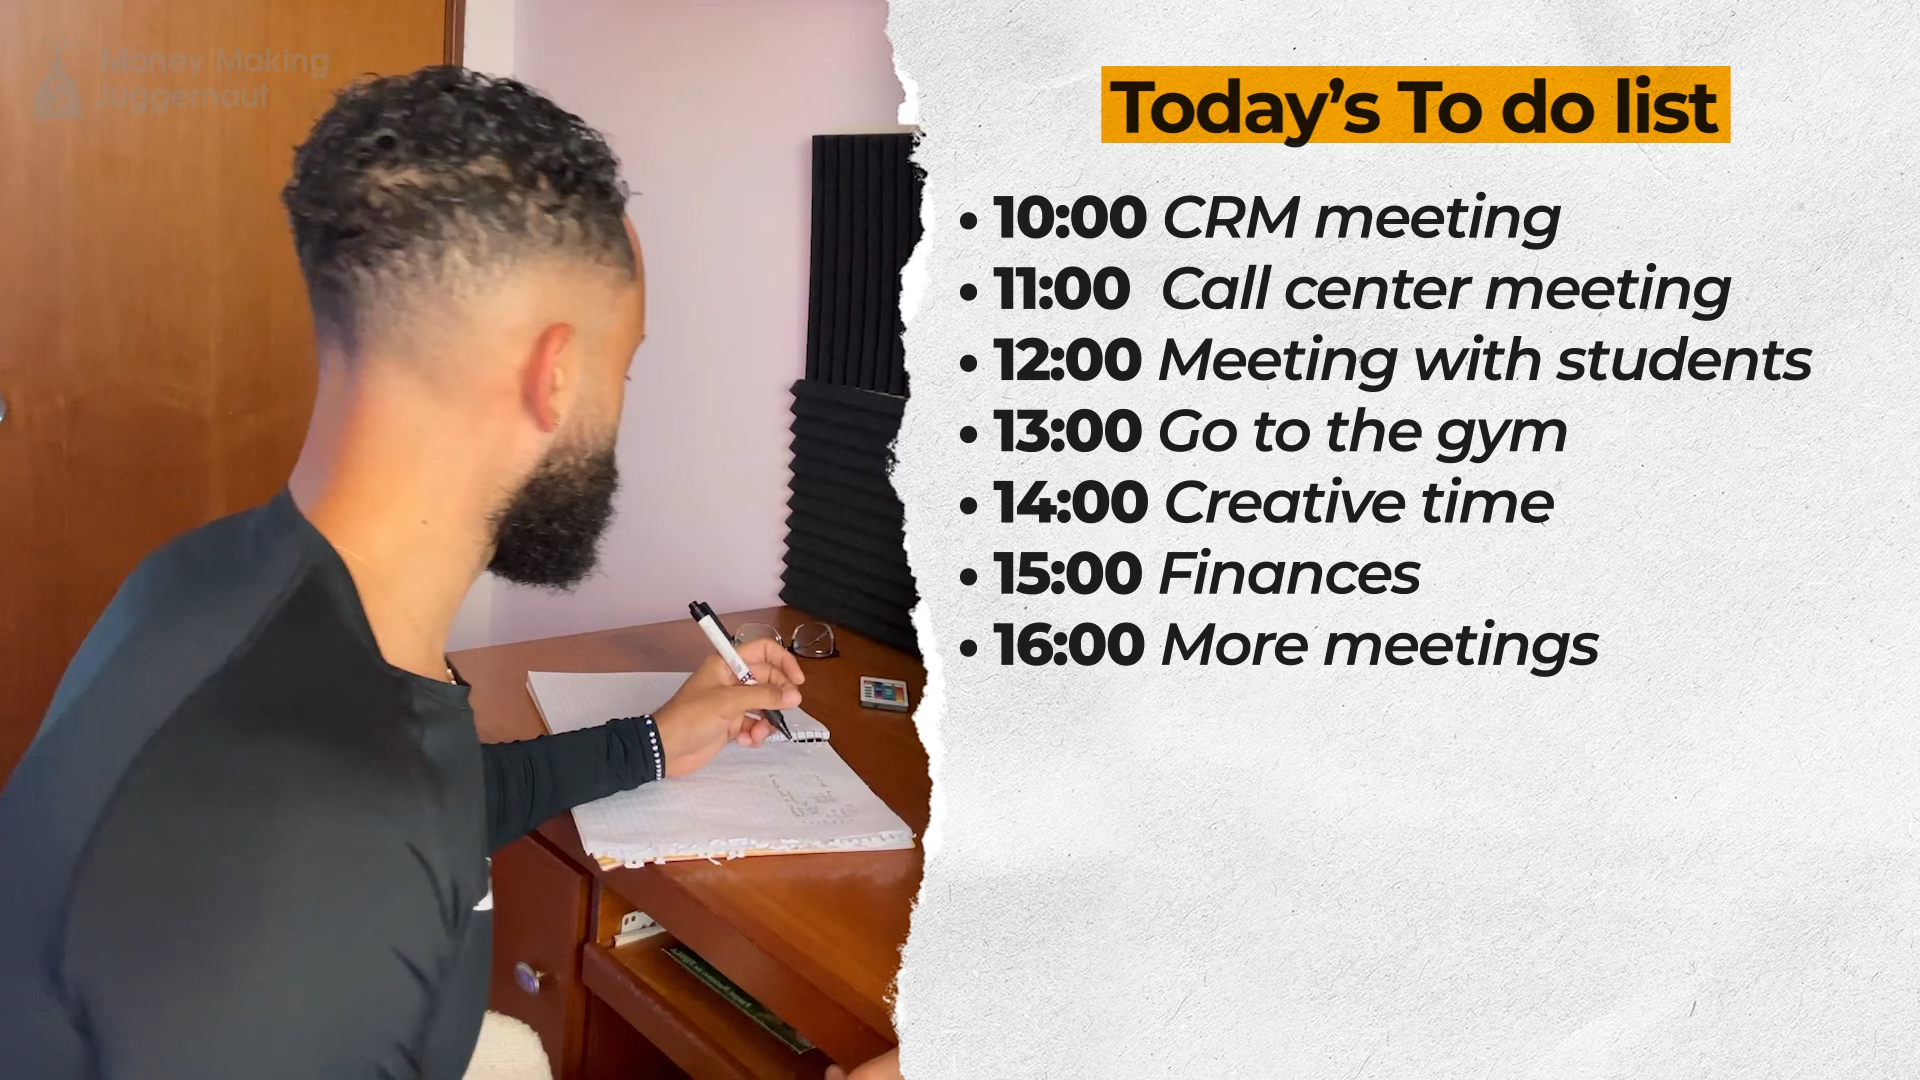 Money Making
Juggernaut
Today’s To do list
• 10:00 CRM meeting
• 11:00 Call center meeting
• 12:00 Meeting with students
• 13:00 Go to the gym
• 14:00 Creative time
• 15:00 Finances
• 16:00 More meetings